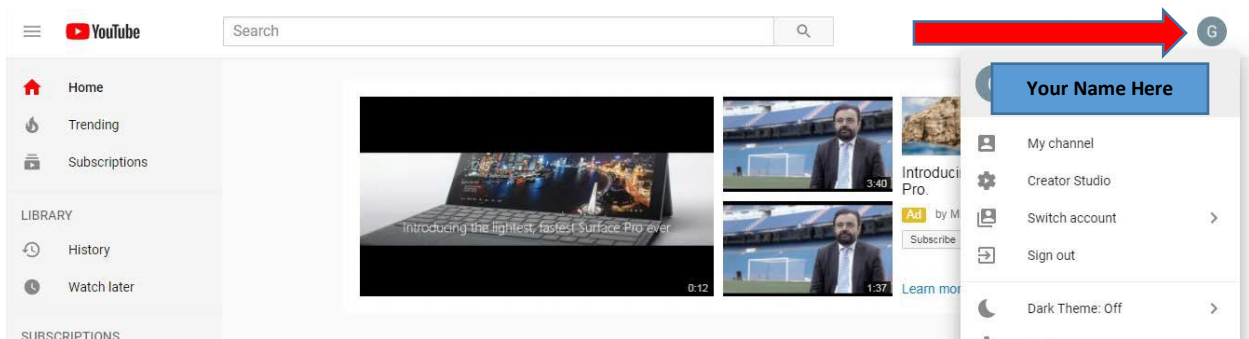 YouTube
Search
G
Home
Trending
Subscriptions
LIBRARY
History
Watch later
SUBSCRIPTIONS
Introducing the lightest, fastest Surface Pro ever
0:12
3:40
1:37
Introduci
Pro.
Ad by M
Subscribe
Learn mor
Your Name Here
My channel
Creator Studio
Switch account
Sign out
Dark Theme: Off